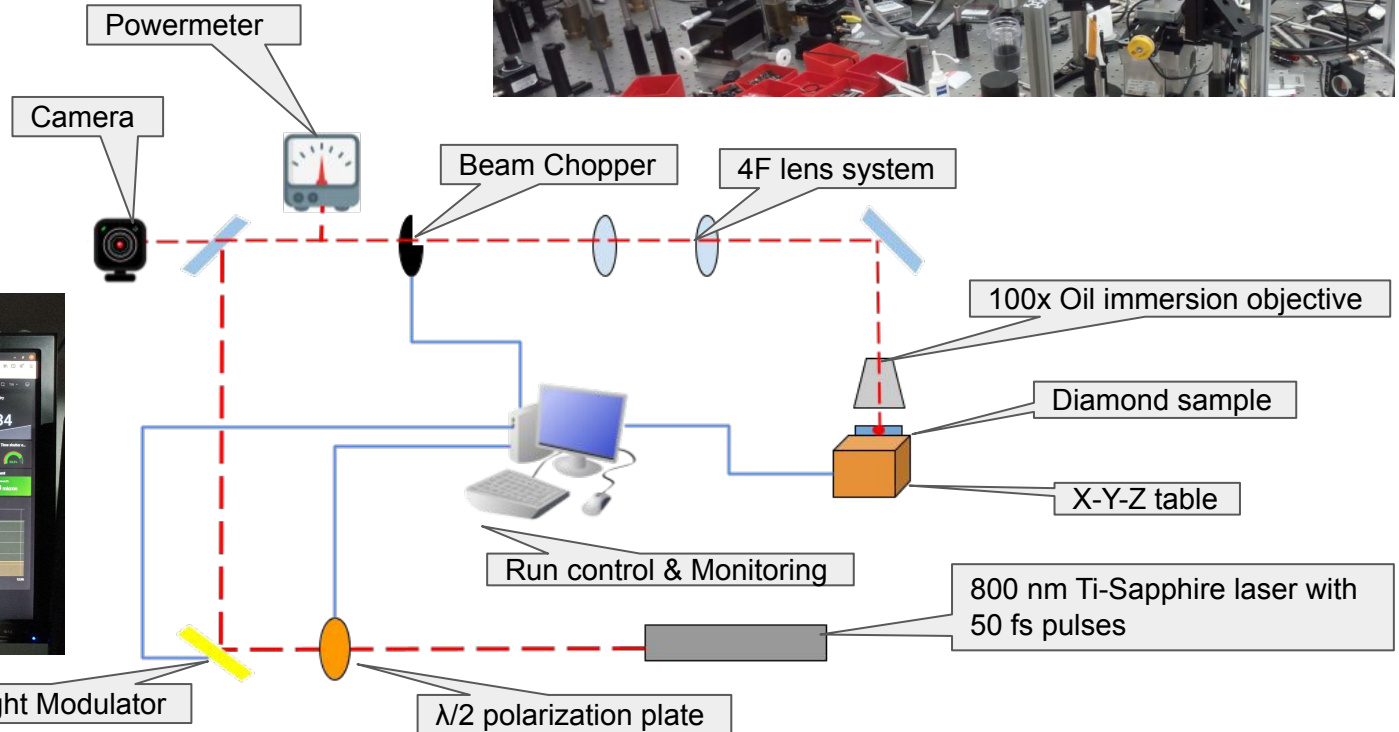 Powermeter
Camera
Beam Chopper
4F lens system
100x Oil immersion objective
Diamond sample
X-Y-Z table
Run control & Monitoring
800 nm Ti-Sapphire laser with
50 fs pulses
ght Modulator
λ/2 polarization plate